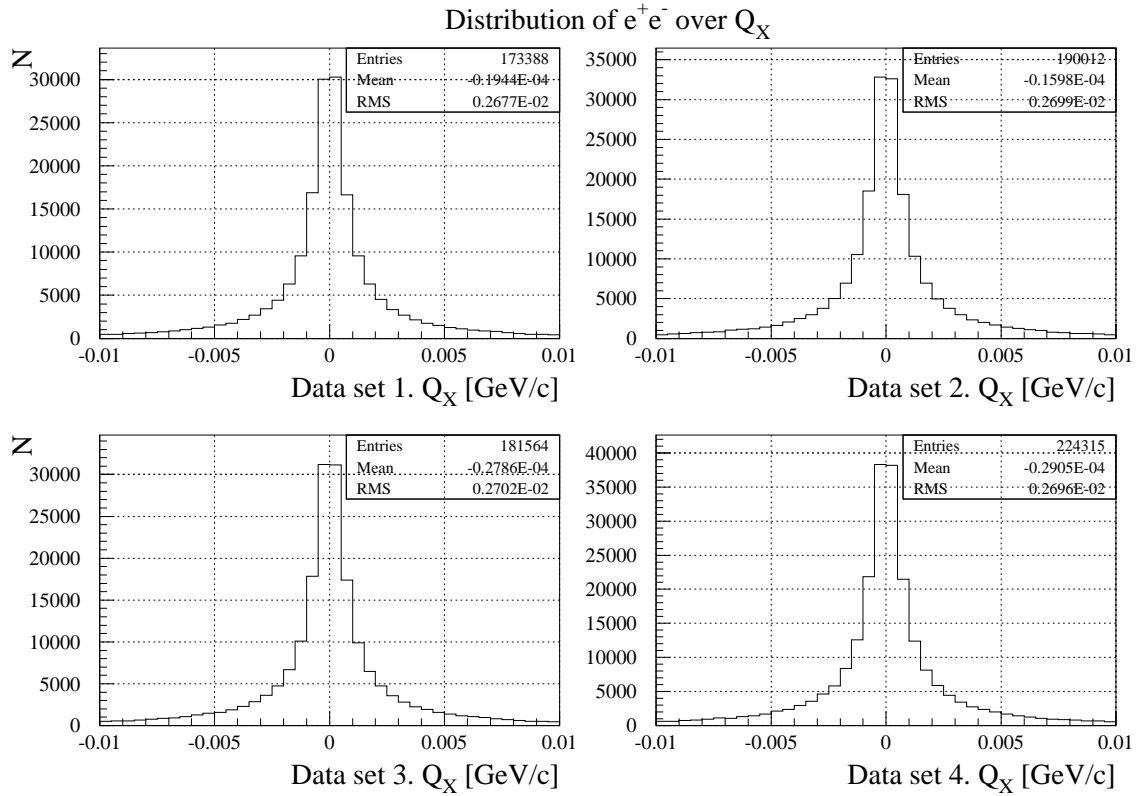 Distribution of e⁺e⁻ over Q_X
N
Entries 173388
Mean -0.1944E-04
RMS 0.2677E-02
30000
25000
20000
15000
10000
5000
0
-0.01 -0.005 0 0.005 0.01
Data set 1. Q_X [GeV/c]
Entries 190012
Mean -0.1598E-04
RMS 0.2699E-02
35000
30000
25000
20000
15000
10000
5000
0
-0.01 -0.005 0 0.005 0.01
Data set 2. Q_X [GeV/c]
N
Entries 181564
Mean -0.2786E-04
RMS 0.2702E-02
30000
25000
20000
15000
10000
5000
0
-0.01 -0.005 0 0.005 0.01
Data set 3. Q_X [GeV/c]
Entries 224315
Mean -0.2905E-04
RMS 0.2696E-02
40000
35000
30000
25000
20000
15000
10000
5000
0
-0.01 -0.005 0 0.005 0.01
Data set 4. Q_X [GeV/c]